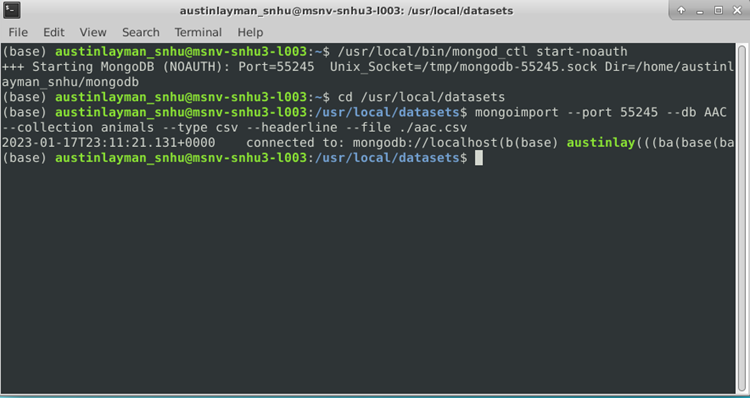 austinlayman_snhu@msnv-snhu3-l003: /usr/local/datasets
File Edit View Search Terminal Help
(base) austinlayman_snhu@msnv-snhu3-l003:~$ /usr/local/bin/mongod_ctl start-noauth
+++ Starting MongoDB (NOAUTH): Port=55245  Unix_Socket=/tmp/mongodb-55245.sock Dir=/home/austinl
ayman_snhu/mongodb
(base) austinlayman_snhu@msnv-snhu3-l003:~$ cd /usr/local/datasets
(base) austinlayman_snhu@msnv-snhu3-l003:/usr/local/datasets$ mongoimport --port 55245 --db AAC
--collection animals --type csv --headerline --file ./aac.csv
2023-01-17T23:11:21.131+0000    connected to: mongodb://localhost(b(base) austinlay(((ba(base(ba
(base) austinlayman_snhu@msnv-snhu3-l003:/usr/local/datasets$